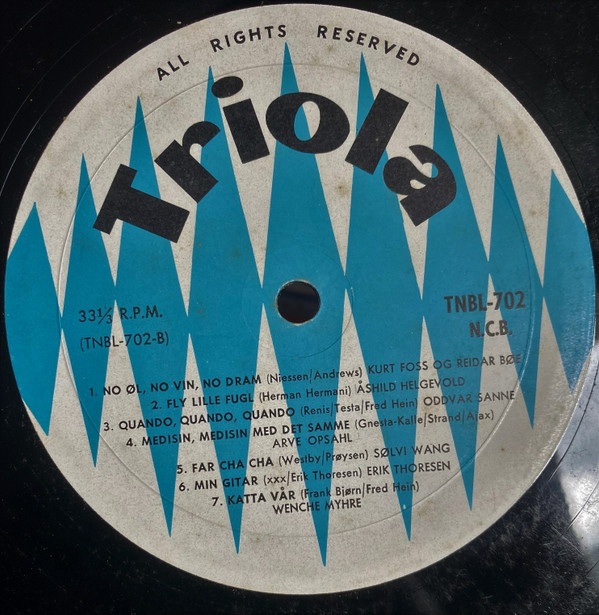 ALL RIGHTS RESERVED
Triola
33⅓ R.P.M.
(TNBL-702-B)
TNBL-702
N.C.B.
1. NO ØL, NO VIN, NO DRAM (Niessen/Andrews) KURT FOSS OG REIDAR BØE
2. FLY LILLE FUGL (Herman Hermani) ÅSHILD HELGEVOLD
3. QUANDO, QUANDO, QUANDO (Renis/Testa/Fred Hein) ODDVAR SANNE
4. MEDISIN, MEDISIN MED DET SAMME (Gnesta-Kalle/Strand/Ajax)
ARVE OPSAHL
5. FAR CHA CHA (Westby/Prøysen) SØLVI WANG
6. MIN GITAR (xxx/Erik Thoresen) ERIK THORESEN
7. KATTA VÅR (Frank Bjørn/Fred Hein)
WENCHE MYHRE